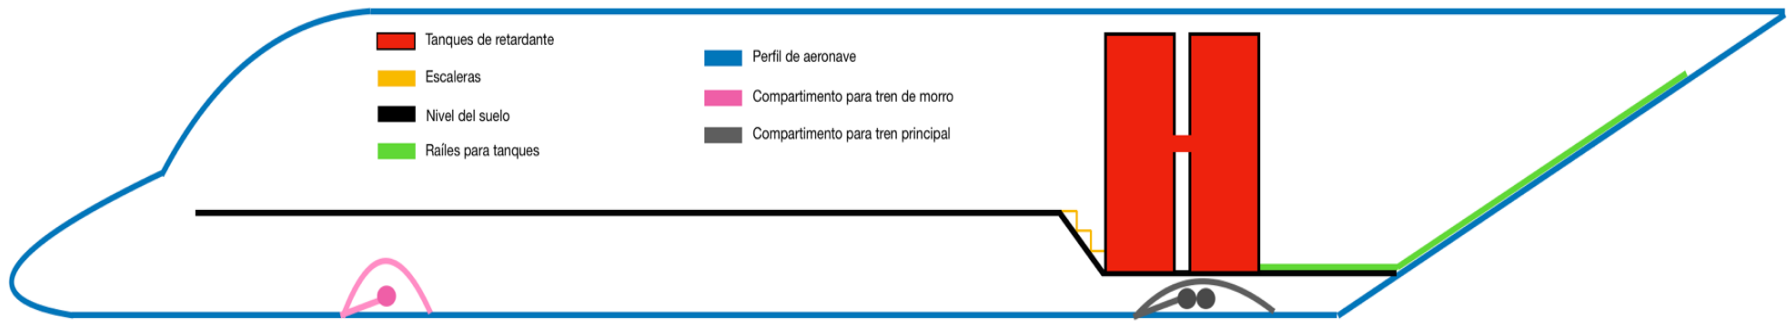 Tanques de retardante
Escaleras
Nivel del suelo
Raíles para tanques
Perfil de aeronave
Compartimento para tren de morro
Compartimento para tren principal